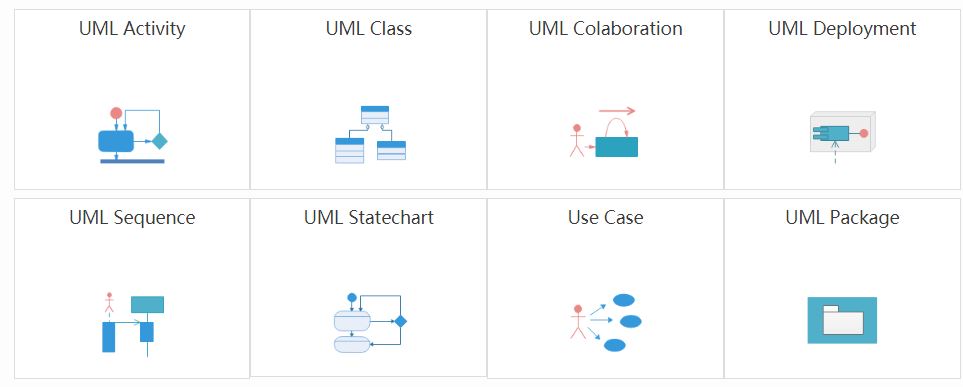 UML Activity
UML Class
UML Colaboration
UML Deployment
UML Sequence
UML Statechart
Use Case
UML Package